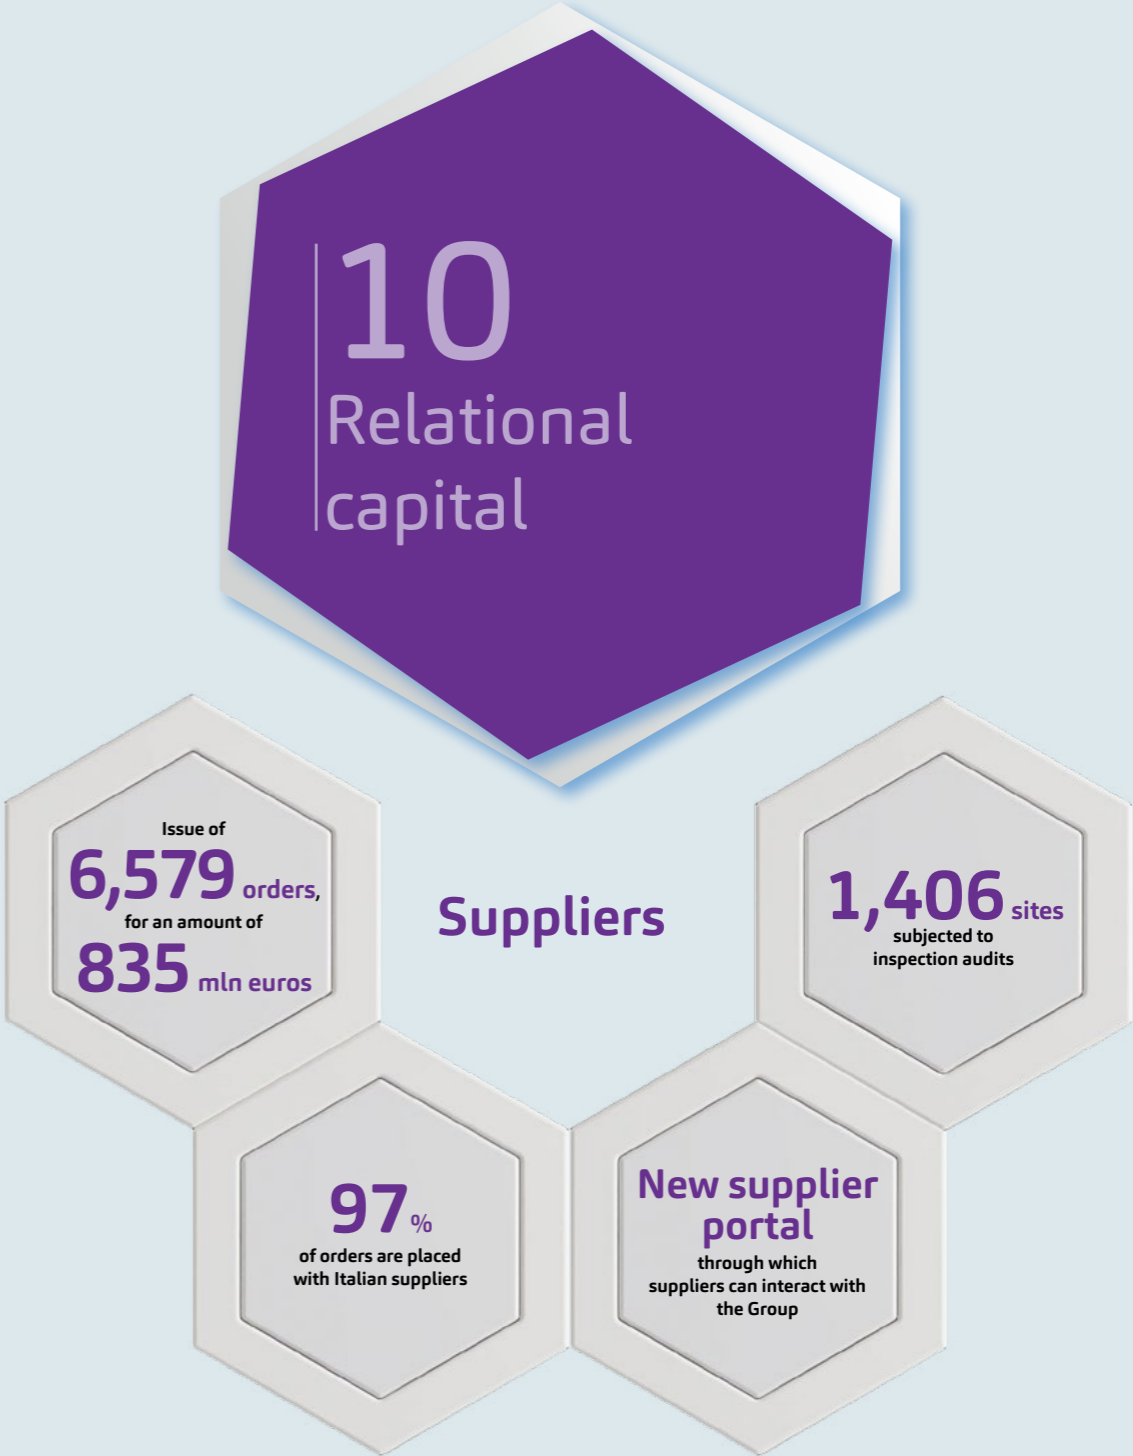 10
Relational
capital
Issue of
6,579 orders,
for an amount of
835 mln euros
Suppliers
1,406 sites
subjected to
inspection audits
97%
of orders are placed
with Italian suppliers
New supplier
portal
through which
suppliers can interact with
the Group